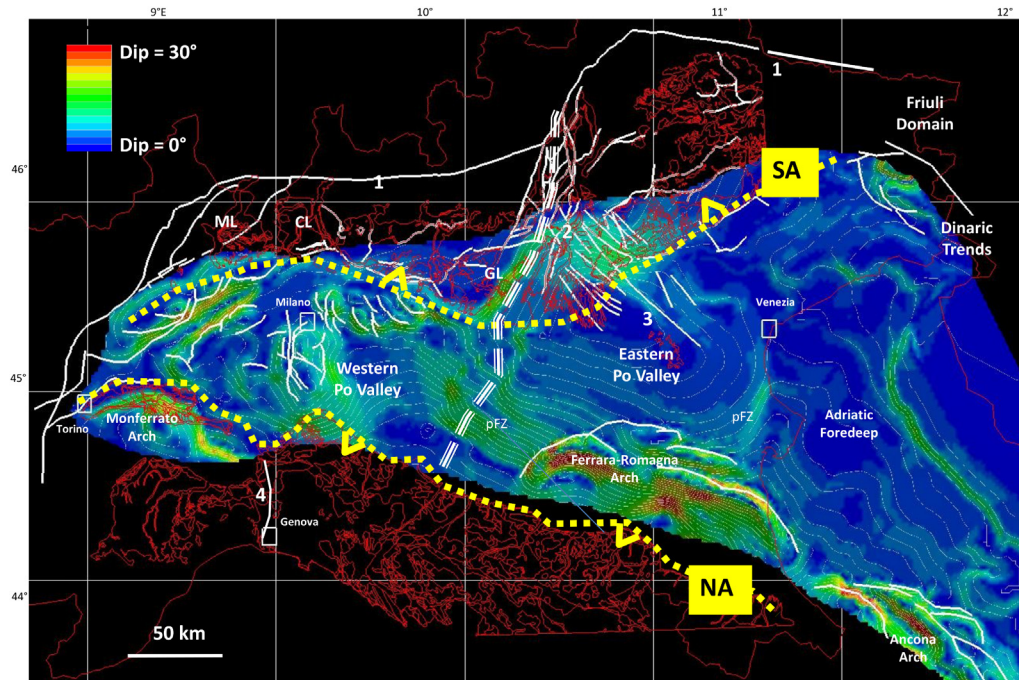 9°E
10°
11°
12°
Dip = 30°
Dip = 0°
1
Friuli
Domain
46°
SA
1
ML
CL
2
Dinaric
Trends
GL
Milano
Venezia
3
Western
Po Valley
Eastern
Po Valley
45°
Torino
Monferrato
Arch
pFZ
pFZ
Adriatic
Foredeep
Ferrara-Romagna
Arch
4
Genova
NA
44°
50 km
Ancona
Arch